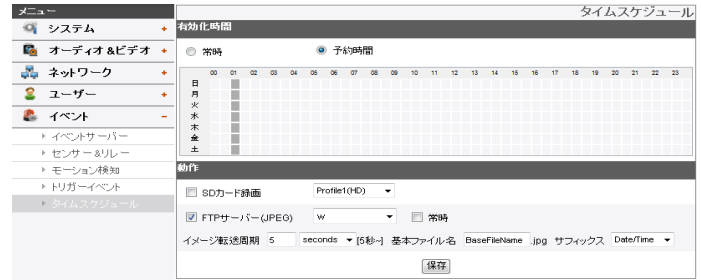 メニュー
システム +
オーディオ&ビデオ +
ネットワーク +
ユーザー +
イベント -
イベントサーバー
センサー&リレー
モーション検知
トリガーイベント
タイムスケジュール
タイムスケジュール
有効化時間
常時 予約時間
00 01 02 03 04 05 06 07 08 09 10 11 12 13 14 15 16 17 18 19 20 21 22 23
日
月
火
水
木
金
土
動作
SDカード録画 Profile1(HD)
FTPサーバー(JPEG) w 常時
イメージ転送周期 5 seconds [5秒~] 基本ファイル名 BaseFileName .jpg サフィックス Date/Time
保存